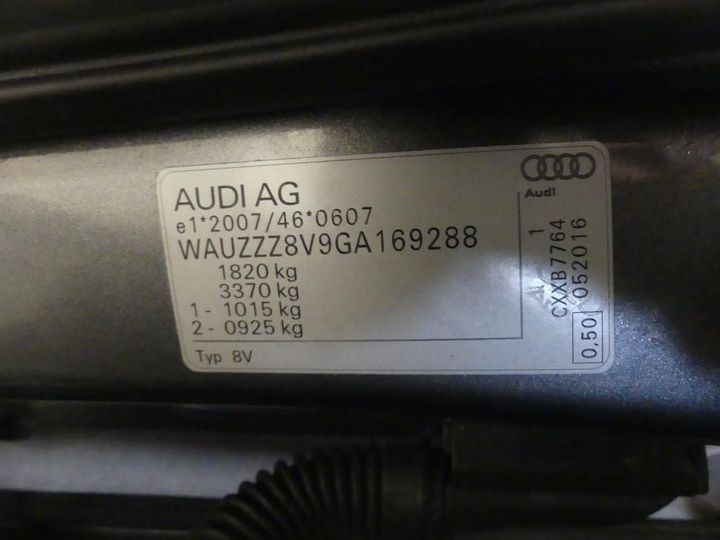 AUDI AG
e1*2007/46*0607
WAUZZZ8V9GA169288
1820 kg
3370 kg
1 - 1015 kg
2 - 0925 kg
Typ 8V
Audi
1
CXXB7764
052016
0,50